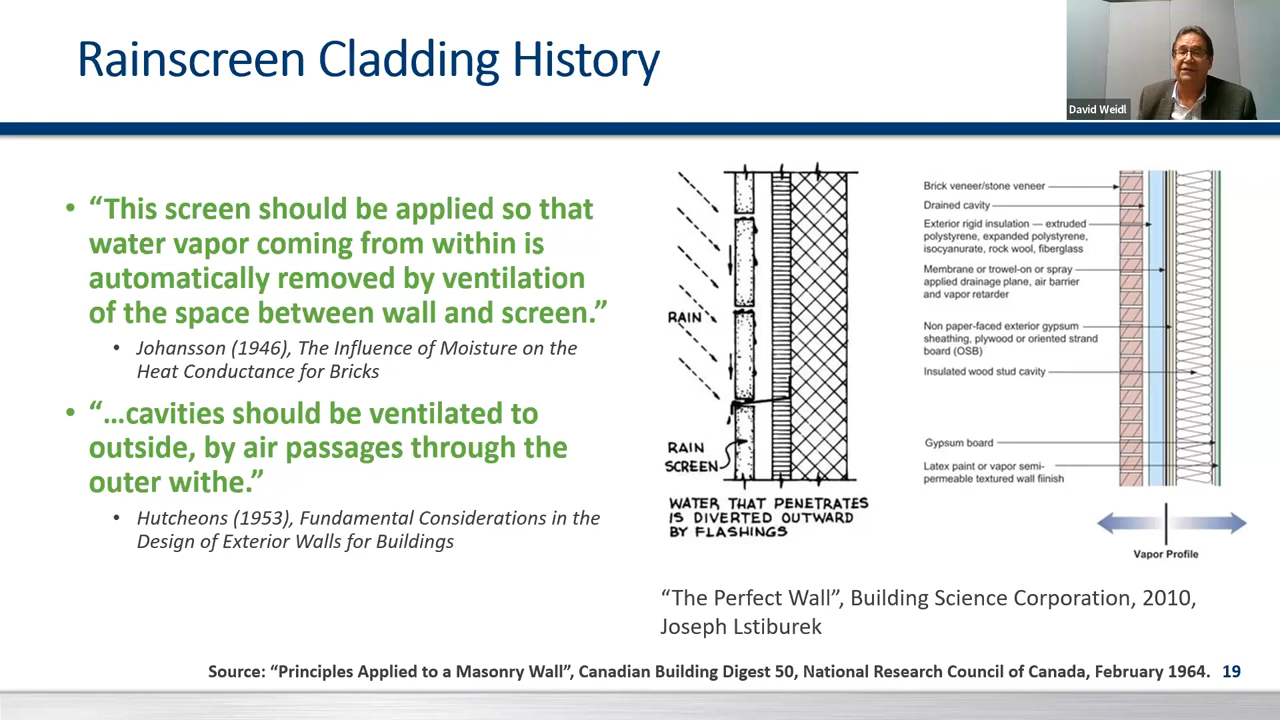 Rainscreen Cladding History
David Weidl
• “This screen should be applied so that
water vapor coming from within is
automatically removed by ventilation
of the space between wall and screen.”
• Johansson (1946), The Influence of Moisture on the
Heat Conductance for Bricks
• “…cavities should be ventilated to
outside, by air passages through the
outer withe.”
• Hutcheons (1953), Fundamental Considerations in the
Design of Exterior Walls for Buildings
RAIN
RAIN
SCREEN
WATER THAT PENETRATES
IS DIVERTED OUTWARD
BY FLASHINGS
Brick veneer/stone veneer
Drained cavity
Exterior rigid insulation — extruded
polystyrene, expanded polystyrene,
isocyanurate, rock wool, fiberglass
Membrane or trowel-on or spray
applied drainage plane, air barrier
and vapor retarder
Non paper-faced exterior gypsum
sheathing, plywood or oriented strand
board (OSB)
Insulated wood stud cavity
Gypsum board
Latex paint or vapor semi-
permeable textured wall fiinish
Vapor Profile
“The Perfect Wall”, Building Science Corporation, 2010,
Joseph Lstiburek
Source: “Principles Applied to a Masonry Wall”, Canadian Building Digest 50, National Research Council of Canada, February 1964. 19